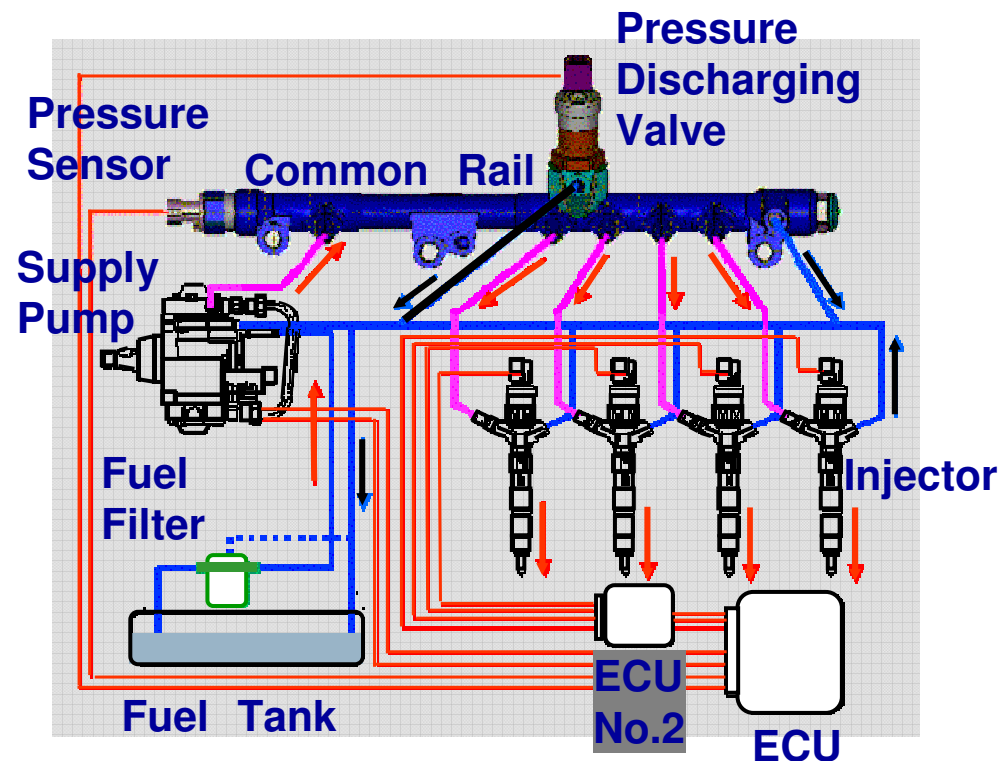 Pressure
Discharging
Valve
Pressure
Sensor
Common Rail
Supply
Pump
Fuel
Filter
Injector
ECU
No.2
Fuel Tank
ECU